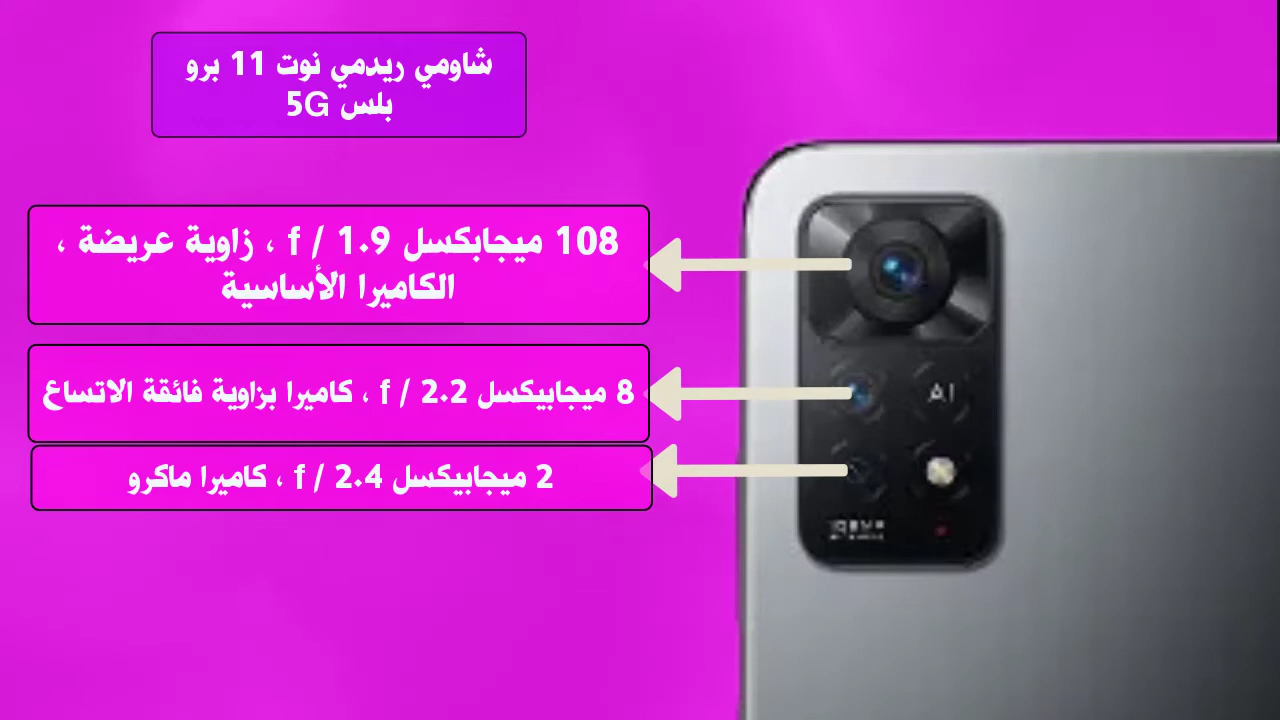 شاومي ريدمي نوت 11 برو
بلس 5G
108 ميجابكسل f / 1.9 ، زاوية عريضة ،
الكاميرا الأساسية
8 ميجابيكسل f / 2.2 ، كاميرا بزاوية فائقة الاتساع
AI
2 ميجابيكسل f / 2.4 ، كاميرا ماكرو